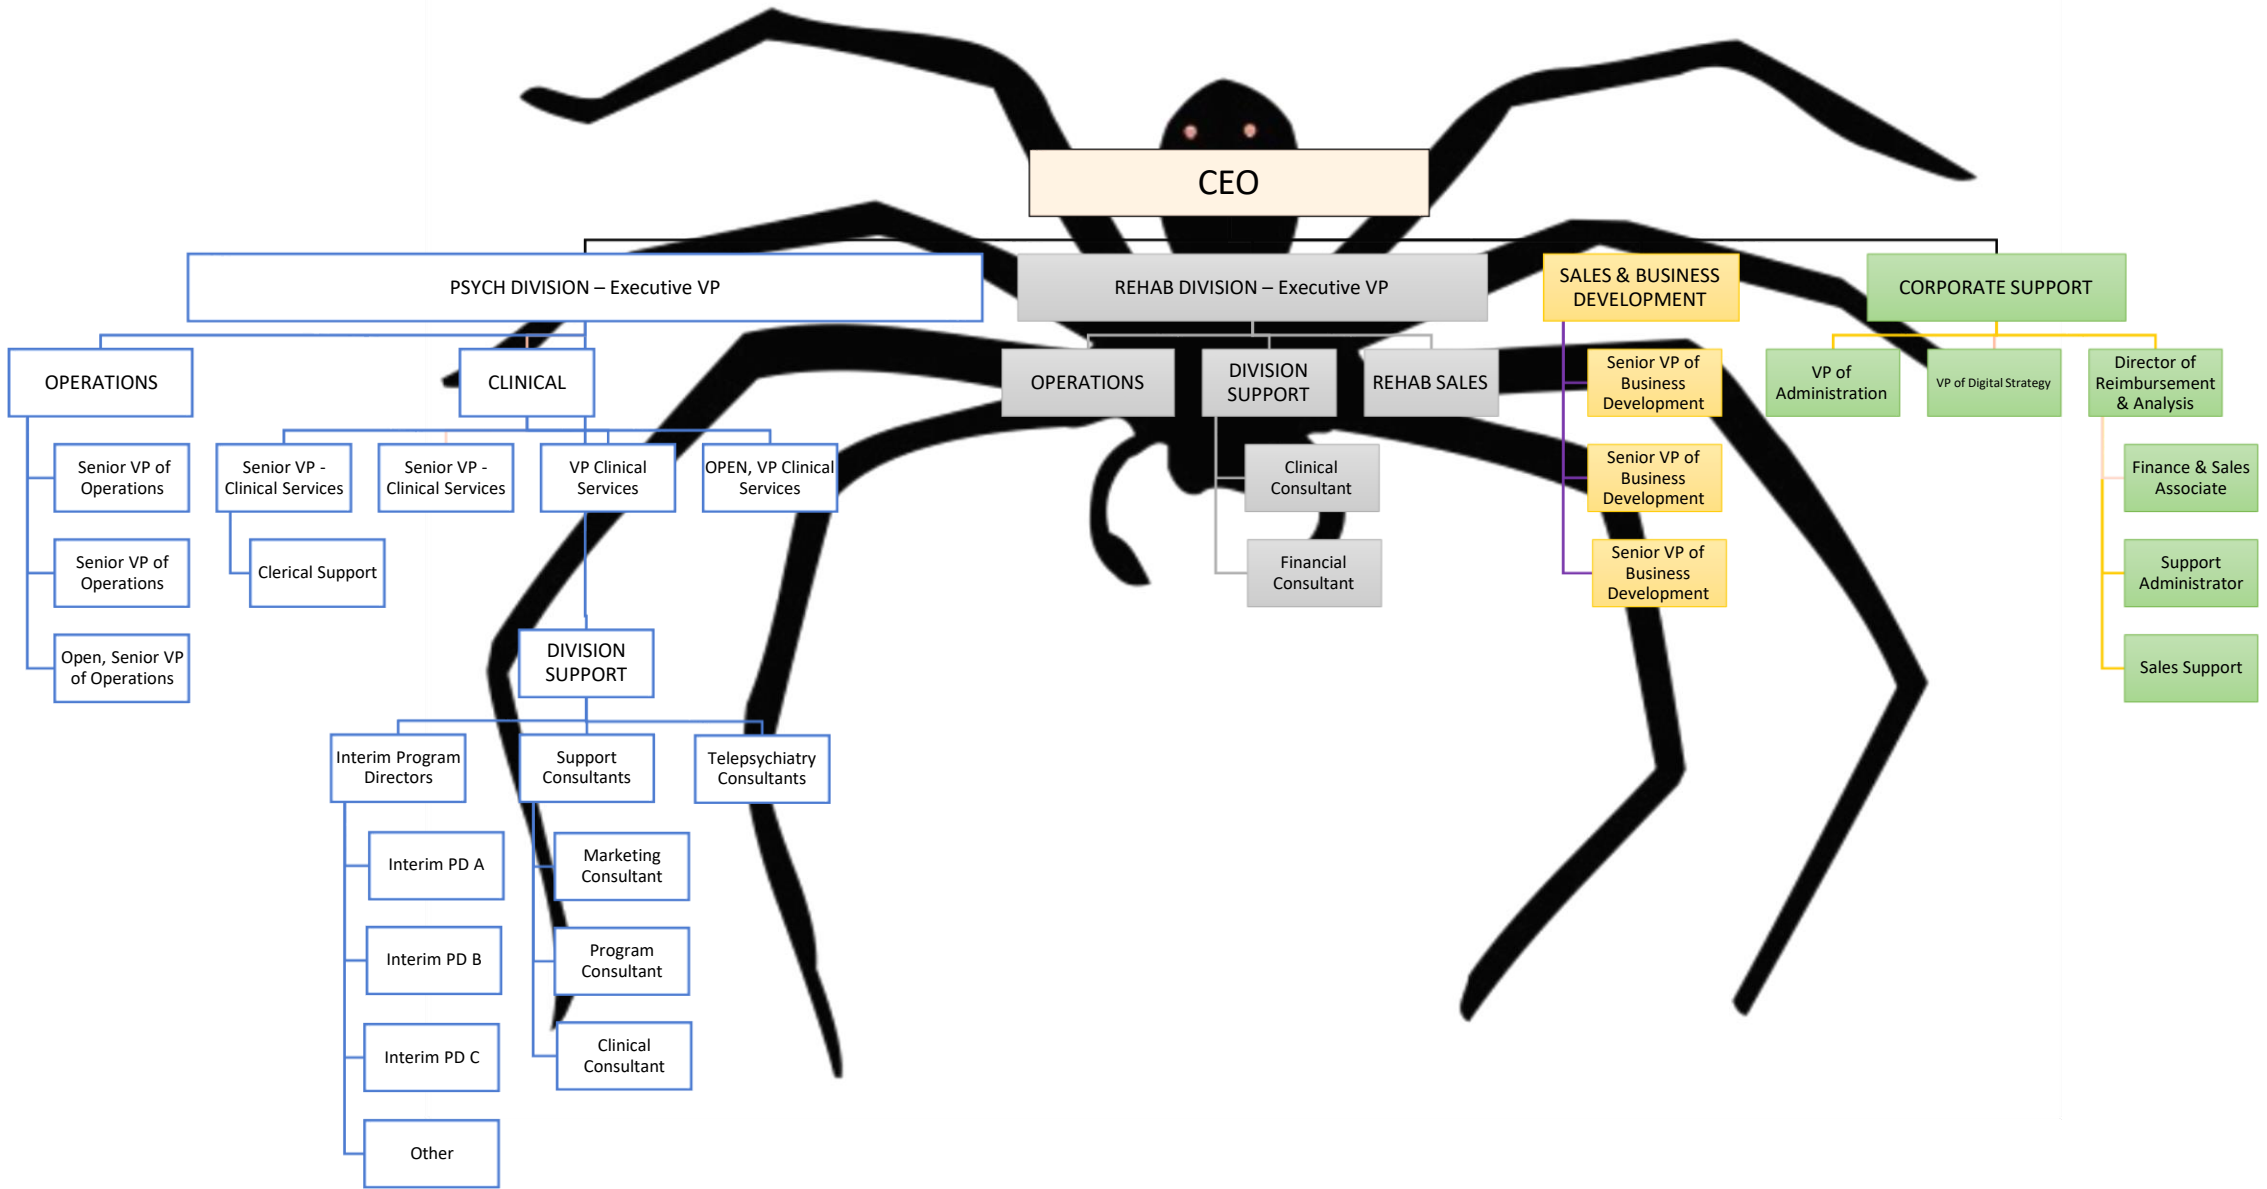 CEO
PSYCH DIVISION – Executive VP
REHAB DIVISION – Executive VP
SALES & BUSINESS
DEVELOPMENT
CORPORATE SUPPORT
OPERATIONS
CLINICAL
OPERATIONS
DIVISION
SUPPORT
REHAB SALES
Senior VP of
Business
Development
VP of
Administration
VP of Digital Strategy
Director of
Reimbursement
& Analysis
Senior VP of
Operations
Senior VP -
Clinical Services
Senior VP -
Clinical Services
VP Clinical
Services
OPEN, VP Clinical
Services
Clinical
Consultant
Senior VP of
Business
Development
Finance & Sales
Associate
Senior VP of
Operations
Clerical Support
Financial
Consultant
Senior VP of
Business
Development
Support
Administrator
Open, Senior VP
of Operations
DIVISION
SUPPORT
Sales Support
Interim Program
Directors
Support
Consultants
Telepsychiatry
Consultants
Interim PD A
Marketing
Consultant
Interim PD B
Program
Consultant
Interim PD C
Clinical
Consultant
Other